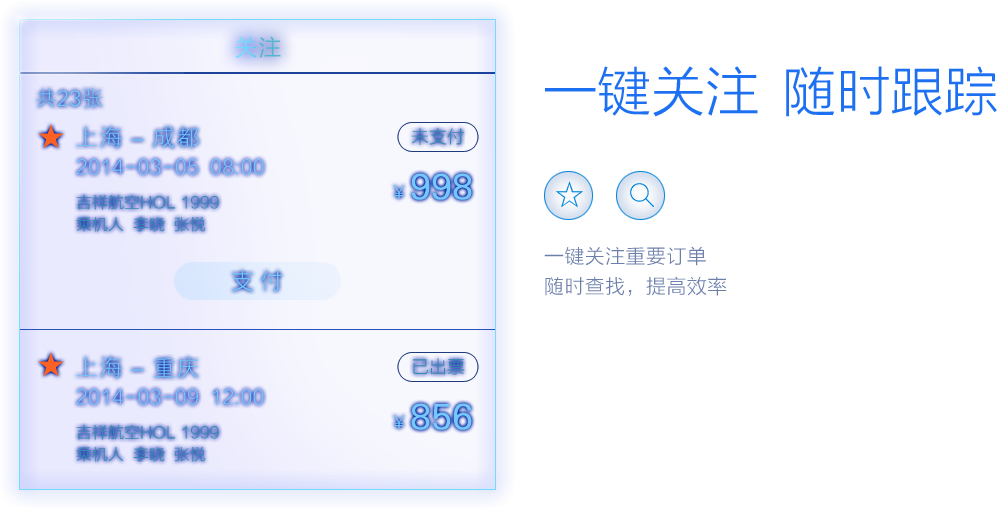 关注
共23张
上海 – 成都
未支付
2014-03-05 08:00
¥ 998
吉祥航空HOL 1999
乘机人 李晓 张悦
支 付
上海 – 重庆
已出票
2014-03-09 12:00
¥ 856
吉祥航空HOL 1999
乘机人 李晓 张悦
一键关注 随时跟踪
一键关注重要订单
随时查找，提高效率